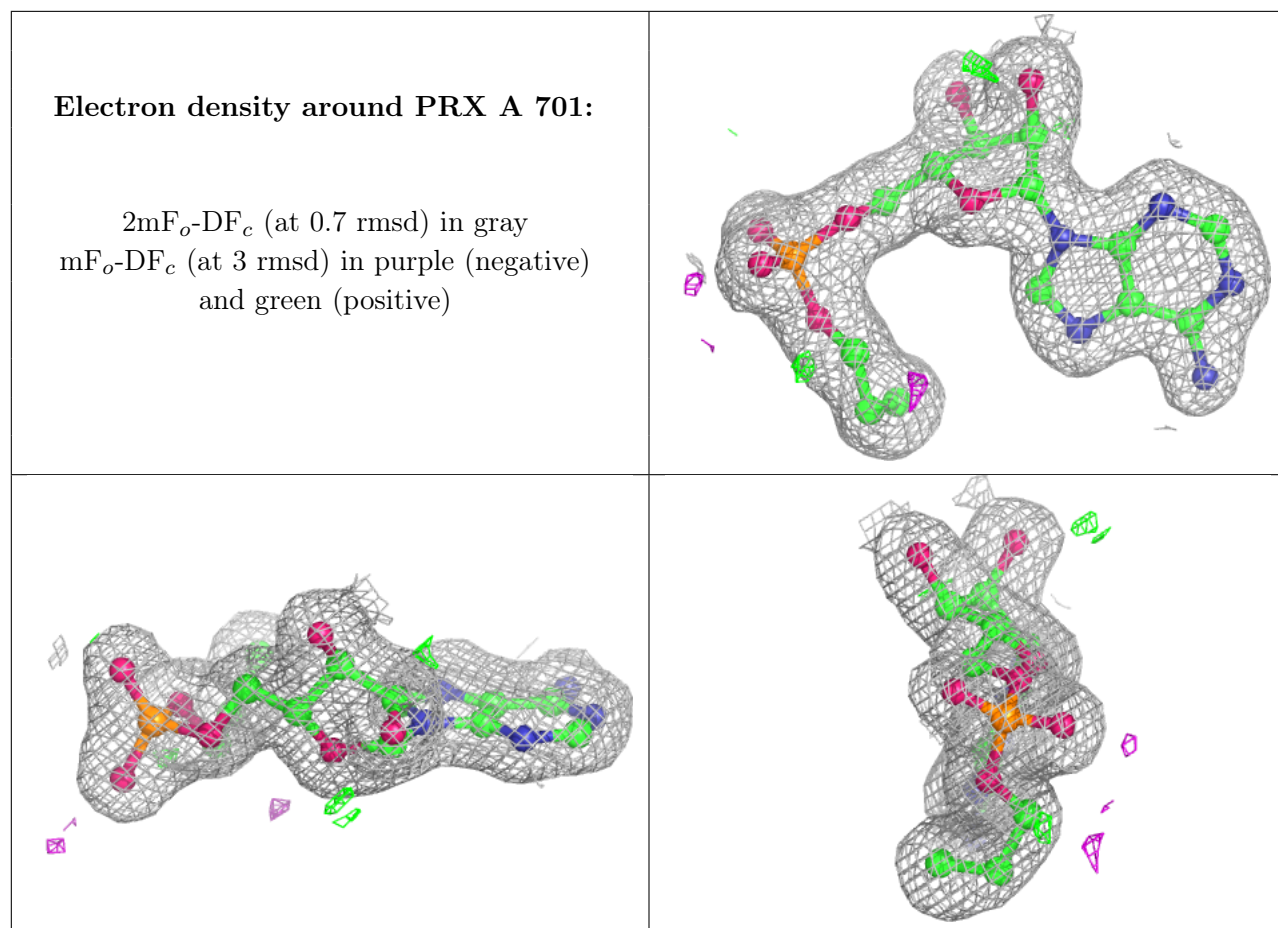 Electron density around PRX A 701:
2mFo-DFc (at 0.7 rmsd) in gray
mFo-DFc (at 3 rmsd) in purple (negative)
and green (positive)